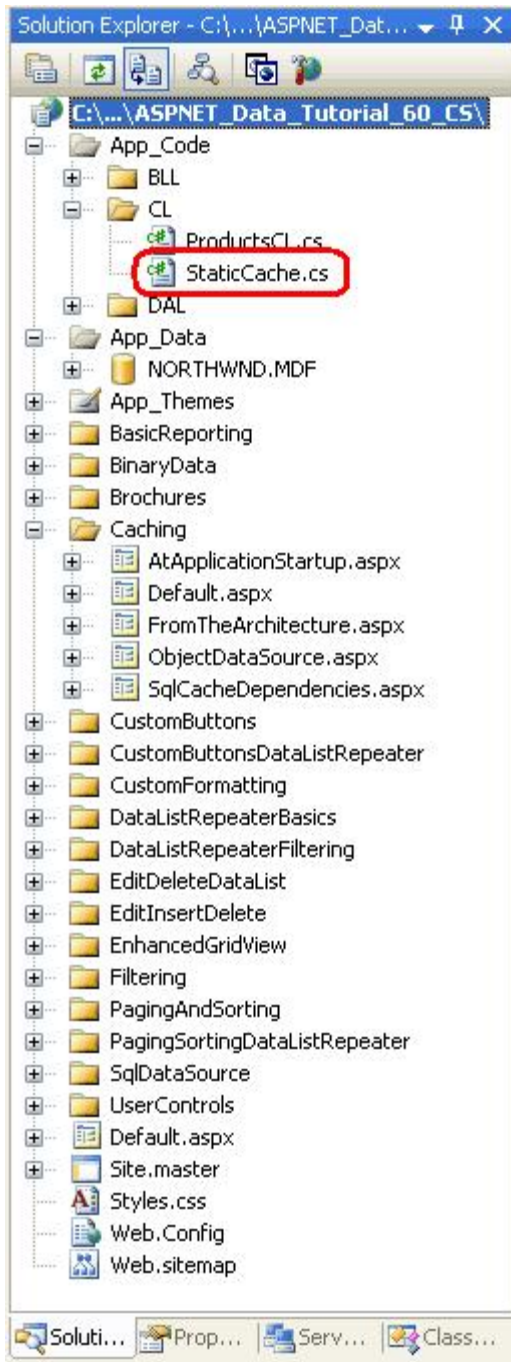 Solution Explorer - C:\...\ASPNET_Dat...
C:\...\ASPNET_Data_Tutorial_60_CS\
App_Code
BLL
CL
ProductsCL.cs
StaticCache.cs
DAL
App_Data
NORTHWND.MDF
App_Themes
BasicReporting
BinaryData
Brochures
Caching
AtApplicationStartup.aspx
Default.aspx
FromTheArchitecture.aspx
ObjectDataSource.aspx
SqlCacheDependencies.aspx
CustomButtons
CustomButtonsDataListRepeater
CustomFormatting
DataListRepeaterBasics
DataListRepeaterFiltering
EditDeleteDataList
EditInsertDelete
EnhancedGridView
Filtering
PagingAndSorting
PagingSortingDataListRepeater
SqlDataSource
UserControls
Default.aspx
Site.master
Styles.css
Web.Config
Web.sitemap
Soluti... Prop... Serv... Class...